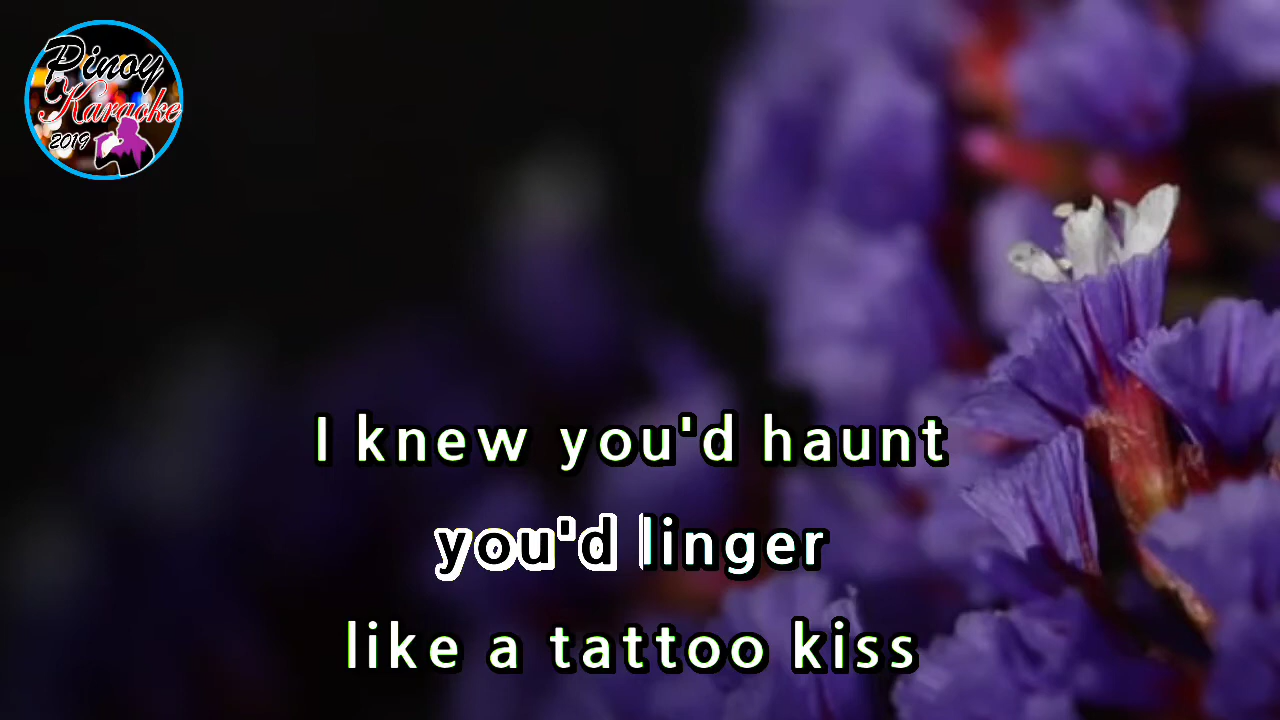 Pinoy
Karaoke
2019
I knew you'd haunt
you'd linger
like a tattoo kiss